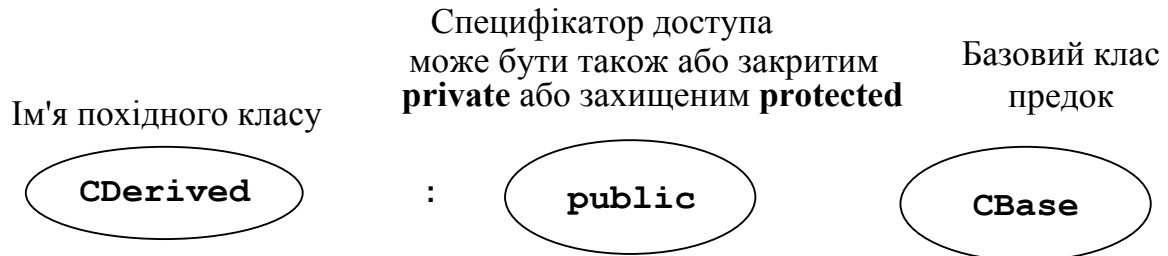 Специфікатор доступа
може бути також або закритим
private або захищеним protected
Базовий клас
предок
Ім'я похідного класу
CDerived : public CBase